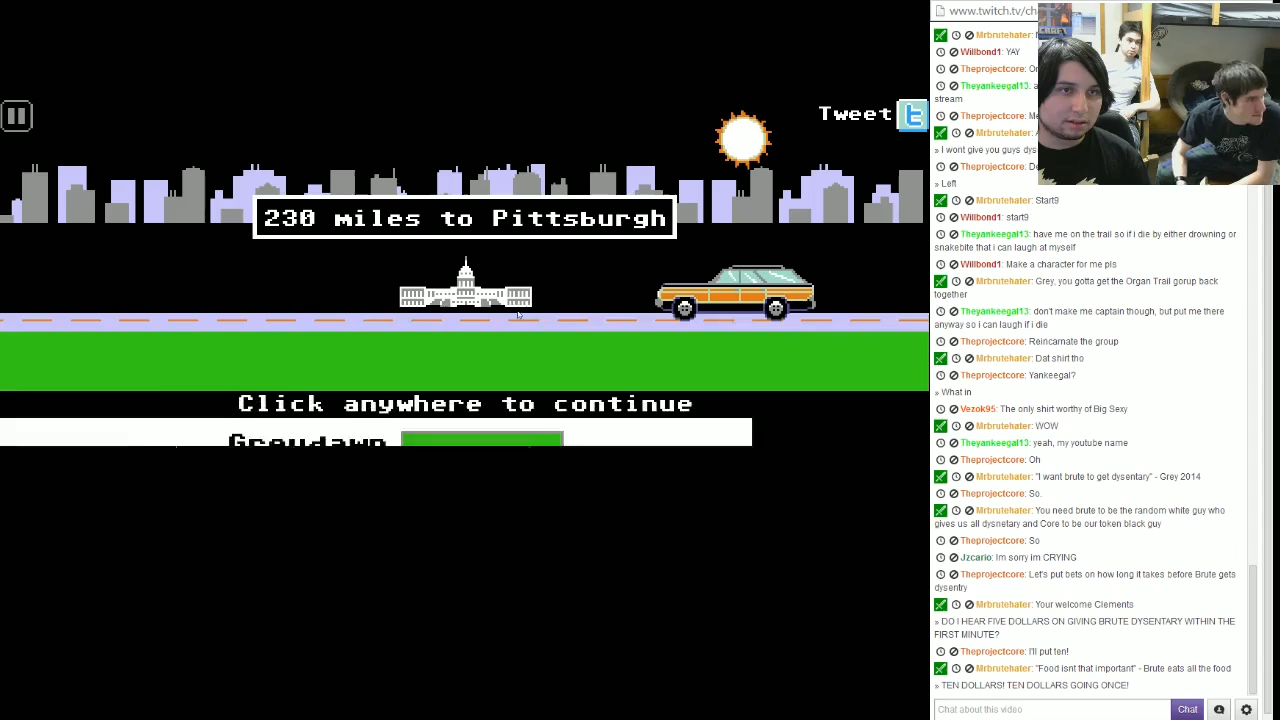 www.twitch.tv/ch
Tweet
230 miles to Pittsburgh
Click anywhere to continue
Greydawn
CRAFT
Mrbrutehater:
Willbond1: YAY
Theprojectcore:
Theyankeegal13:
stream
Theprojectcore:
Mrbrutehater:
» I wont give you guys dys
Theprojectcore:
» Left
Mrbrutehater: Start9
Willbond1: start9
Theyankeegal13: have me on the trail so if i die by either drowning or
snakebite that i can laugh at myself
Willbond1: Make a character for me pls
Mrbrutehater: Grey, you gotta get the Organ Trail gorup back
together
Theyankeegal13: don't make me captain though, but put me there
anyway so i can laugh if i die
Theprojectcore: Reincarnate the group
Mrbrutehater: Dat shirt tho
Theprojectcore: Yankeegal?
» What in
Vezok95: The only shirt worthy of Big Sexy
Mrbrutehater: WOW
Theyankeegal13: yeah, my youtube name
Theprojectcore: Oh
Mrbrutehater: "I want brute to get dysentary" - Grey 2014
Theprojectcore: So.
Mrbrutehater: You need brute to be the random white guy who
gives us all dysnetary and Core to be our token black guy
Theprojectcore: So
Jzcario: Im sorry im CRYING
Theprojectcore: Let's put bets on how long it takes before Brute gets
dysentry
Mrbrutehater: Your welcome Clements
» DO I HEAR FIVE DOLLARS ON GIVING BRUTE DYSENTARY WITHIN THE
FIRST MINUTE?
Theprojectcore: I'll put ten!
Mrbrutehater: "Food isnt that important" - Brute eats all the food
» TEN DOLLARS! TEN DOLLARS GOING ONCE!
Chat about this video
Chat